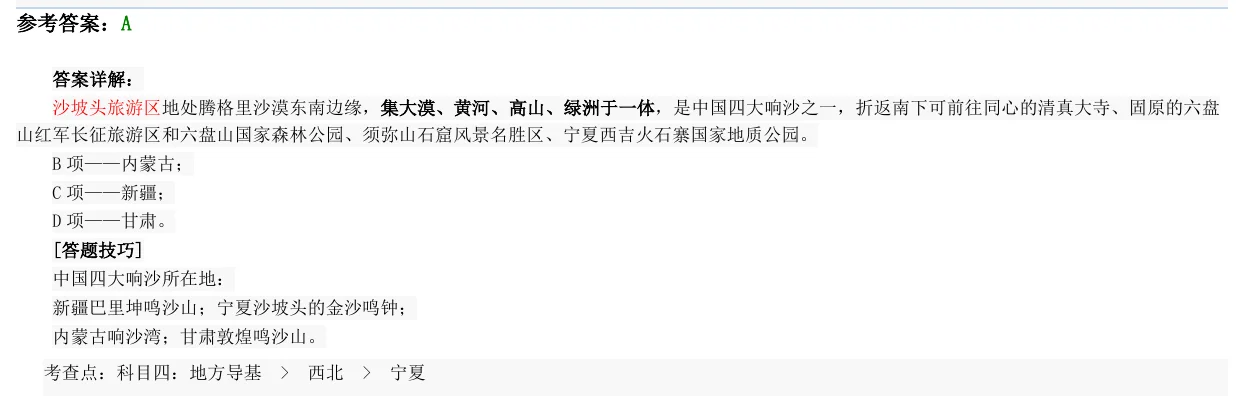 参考答案：A
答案详解：
沙坡头旅游区地处腾格里沙漠东南边缘，集大漠、黄河、高山、绿洲于一体，是中国四大响沙之一，折返南下可前往同心的清真大寺、固原的六盘
山红军长征旅游区和六盘山国家森林公园、须弥山石窟风景名胜区、宁夏西吉火石寨国家地质公园。
B 项——内蒙古；
C 项——新疆；
D 项——甘肃。
[答题技巧]
中国四大响沙所在地：
新疆巴里坤鸣沙山；宁夏沙坡头的金沙鸣钟；
内蒙古响沙湾；甘肃敦煌鸣沙山。
考查点：科目四：地方导基 > 西北 > 宁夏